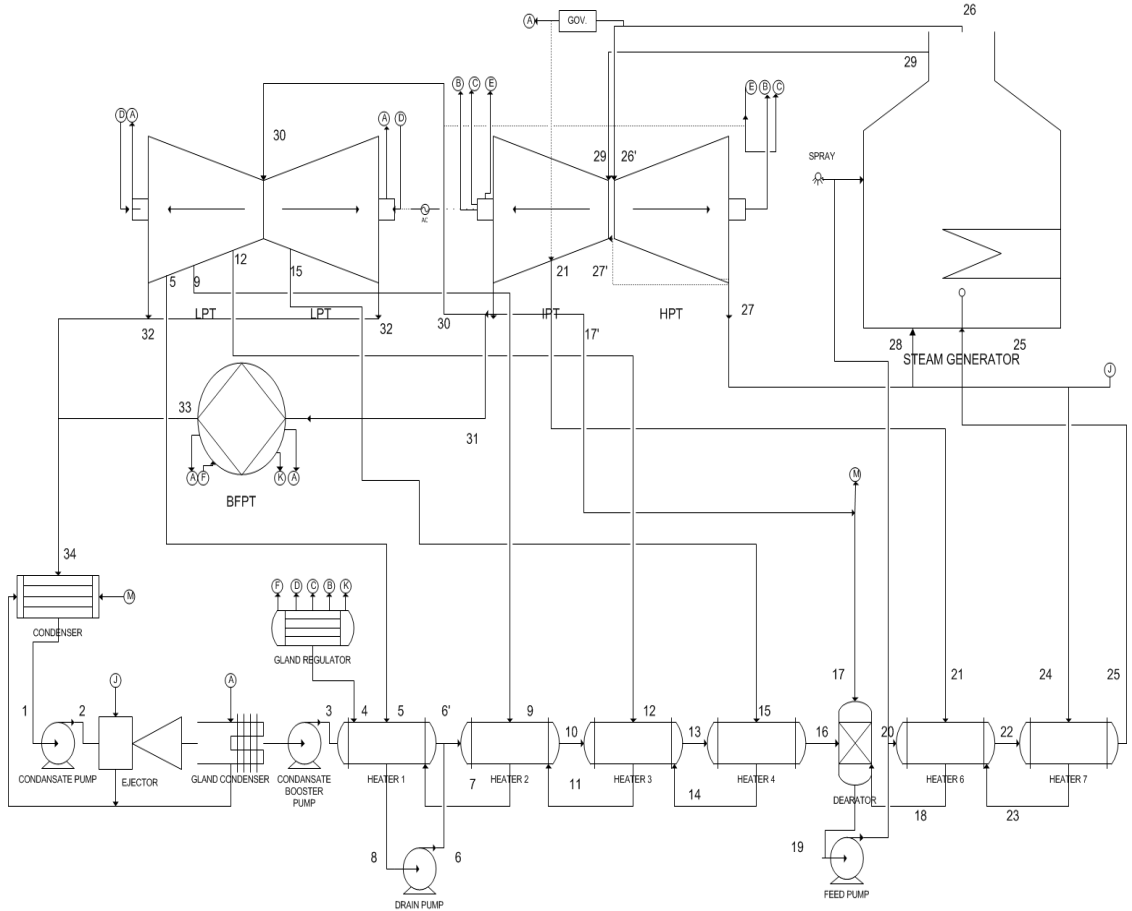 26
A
GOV.
29
B
C
E
E
B
C
D
A
A
D
30
29
26'
SPRAY
AC
12
15
21
27'
5
9
LPT
LPT
IPT
HPT
27
32
32
30
17'
28
25
STEAM GENERATOR
J
33
31
A
F
K
A
BFPT
M
34
M
CONDENSER
F
D
C
B
K
GLAND REGULATOR
J
A
17
21
24
25
1
2
3
4
5
6'
9
10
12
13
15
16
20
22
CONDANSATE PUMP
EJECTOR
GLAND CONDENSER
CONDANSATE
BOOSTER
PUMP
HEATER 1
7
HEATER 2
11
HEATER 3
14
HEATER 4
DEARATOR
18
HEATER 6
23
HEATER 7
8
6
19
DRAIN PUMP
FEED PUMP